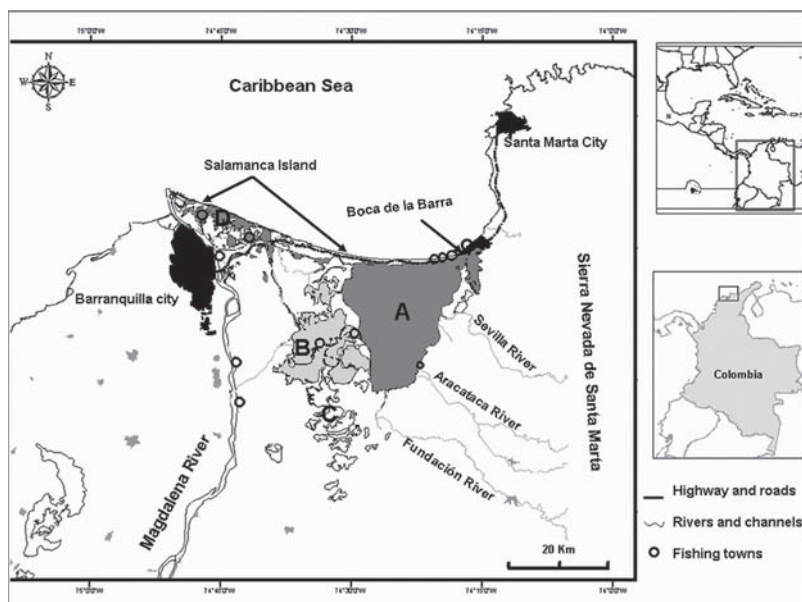 75°00'W 74°40'W 74°30'W 74°10'W
N
W E
S
Caribbean Sea
Santa Marta City
Salamanca Island
Boca de la Barra
D
Barranquilla city
A
B
C
Sevilla River
Aracataca River
Fundación River
Magdalena River
Sierra Nevada de Santa Marta
20 Km
Colombia
Highway and roads
Rivers and channels
Fishing towns